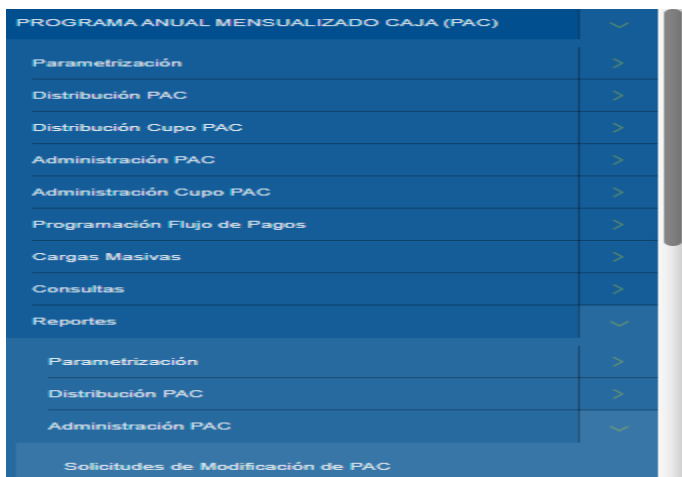 PROGRAMA ANUAL MENSUALIZADO CAJA (PAC)
Parametrización
Distribución PAC
Distribución Cupo PAC
Administración PAC
Administración Cupo PAC
Programación Flujo de Pagos
Cargas Masivas
Consultas
Reportes
Parametrización
Distribución PAC
Administración PAC
Solicitudes de Modificación de PAC